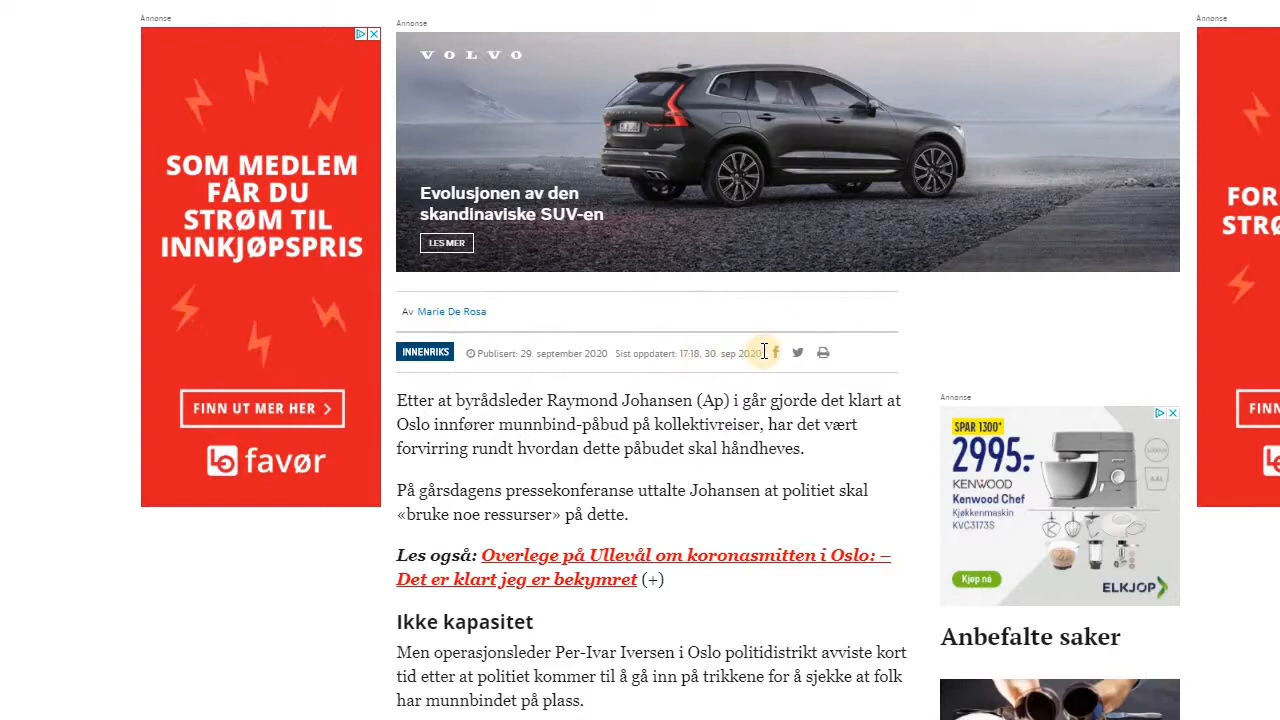 Annonse
SOM MEDLEM
FÅR DU
STRØM TIL
INNKJØPSPRIS
FINN UT MER HER
LO favør
Annonse
VOLVO
Evolusjonen av den
skandinaviske SUV-en
LES MER
Annonse
FOR
STRØ
FINN
Av Marie De Rosa
INNENRIKS Publisert: 29. september 2020 Sist oppdatert: 17:18, 30. sep 2020
Etter at byrådsleder Raymond Johansen (Ap) i går gjorde det klart at
Oslo innfører munnbind-påbud på kollektivreiser, har det vært
forvirring rundt hvordan dette påbudet skal håndheves.
På gårsdagens pressekonferanse uttalte Johansen at politiet skal
«bruke noe ressurser» på dette.
Les også: Overlege på Ullevål om koronasmitten i Oslo: –
Det er klart jeg er bekymret (+)
Ikke kapasitet
Men operasjonsleder Per-Ivar Iversen i Oslo politidistrikt avviste kort
tid etter at politiet kommer til å gå inn på trikkene for å sjekke at folk
har munnbindet på plass.
Annonse
SPAR 1300*
2995.-
KENWOOD
Kenwood Chef
Kjøkkenmaskin
KVC3173S
Kjøp nå
ELKJØP
Anbefalte saker